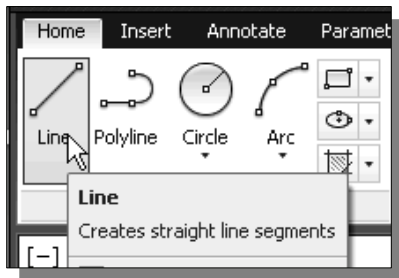 Home Insert Annotate Paramet
Line Polyline Circle Arc
Line
Creates straight line segments
[-]